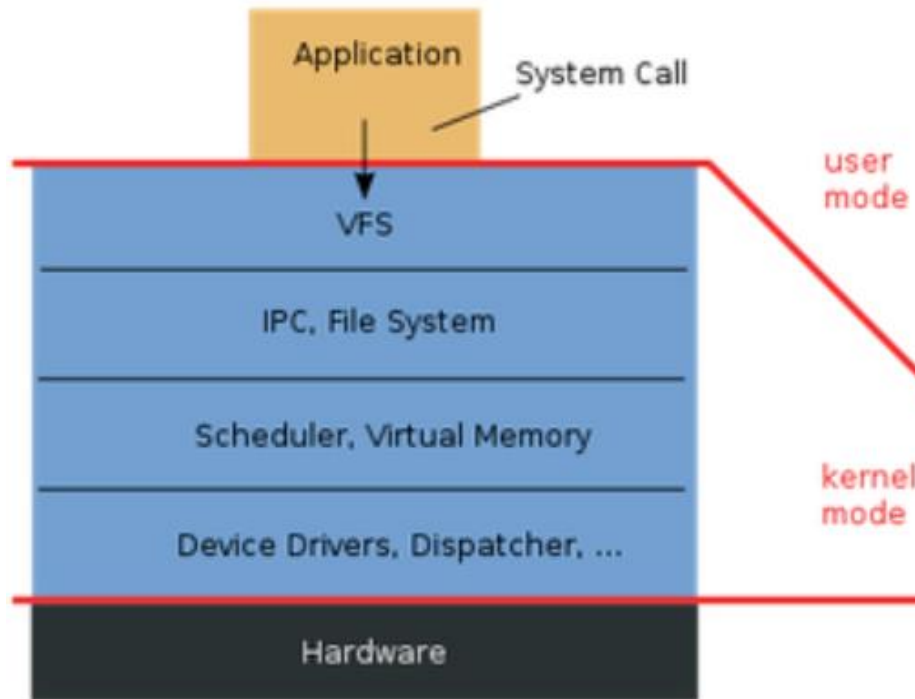 Application
System Call
user
mode
VFS
IPC, File System
Scheduler, Virtual Memory
kernel
mode
Device Drivers, Dispatcher, ...
Hardware